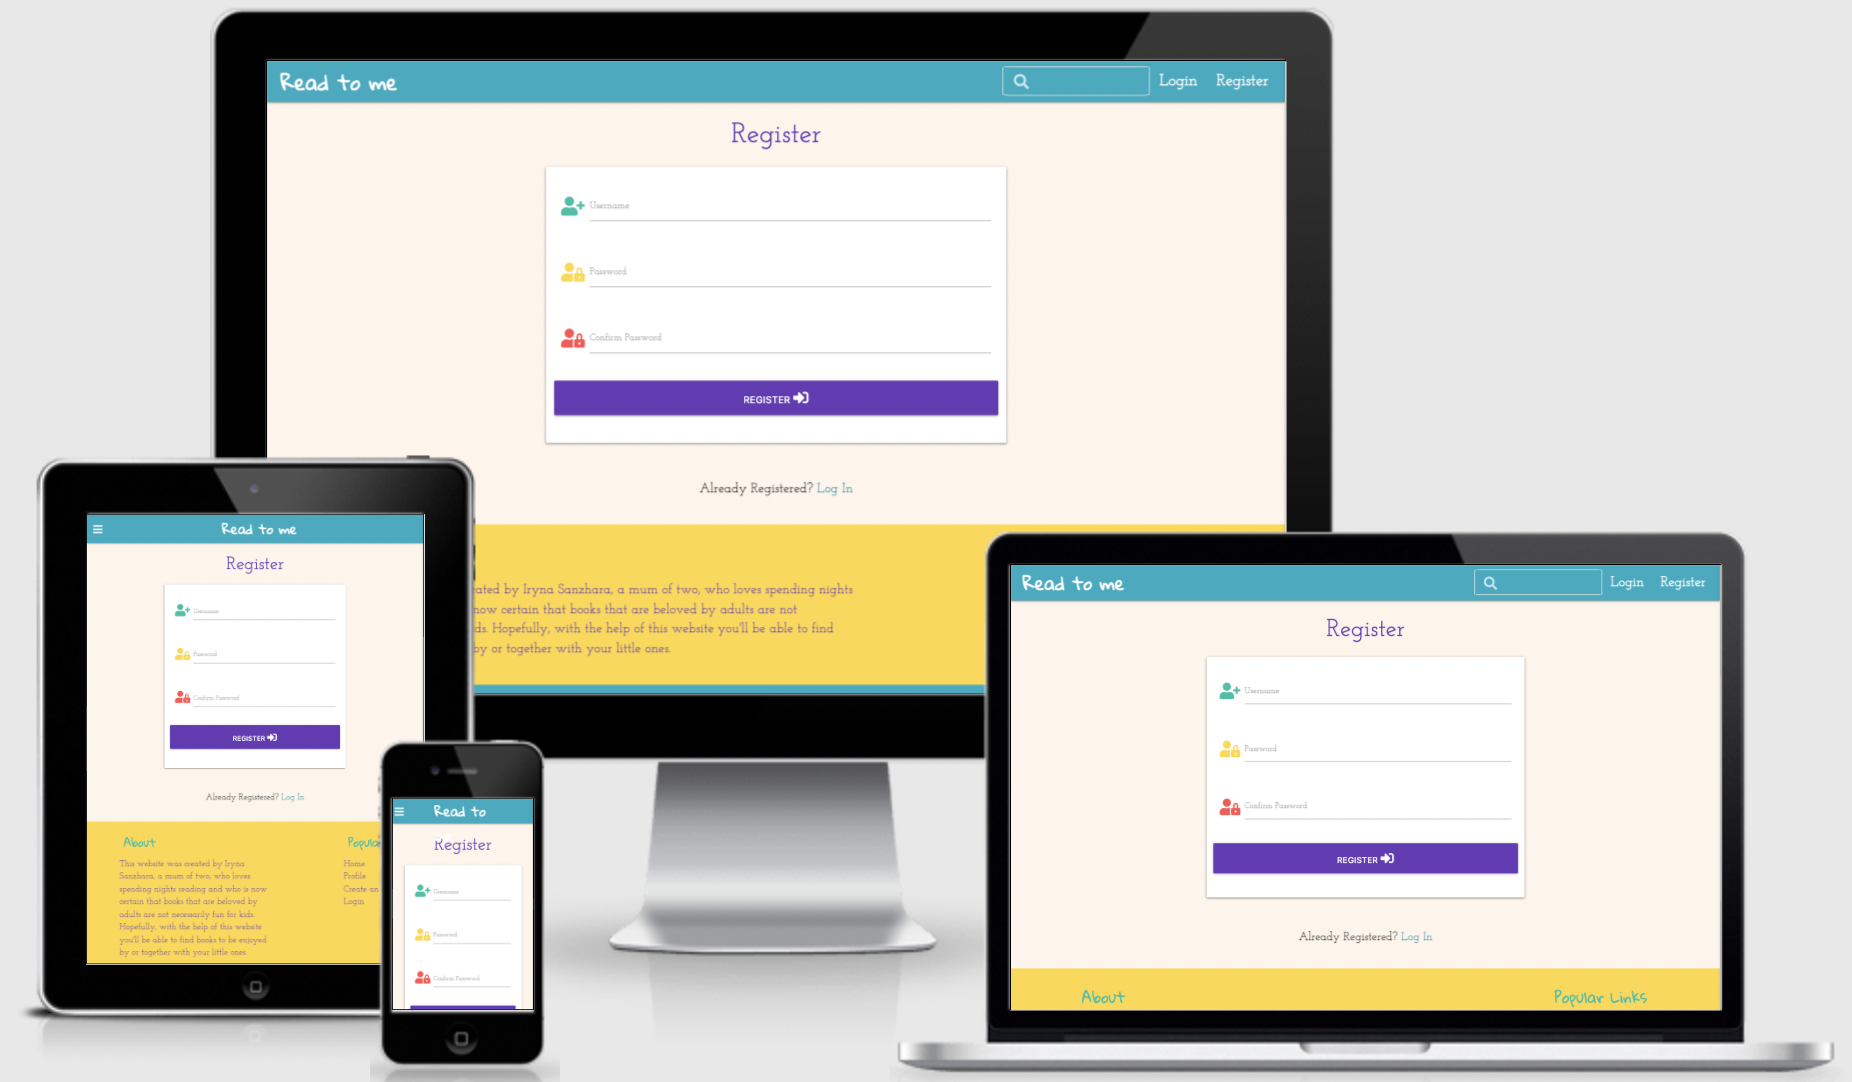 Read to me
Login
Register
Register
Username
Password
Confirm Password
REGISTER
Already Registered? Log In
ated by Iryna Sanzhara, a mum of two, who loves spending nights
now certain that books that are beloved by adults are not
ds. Hopefully, with the help of this website you'll be able to find
by or together with your little ones.
Read to me
Register
Username
Password
Confirm Password
REGISTER
Already Registered? Log In
About
This website was created by Iryna
Sanzhara, a mum of two, who loves
spending nights reading and who is now
certain that books that are beloved by
adults are not necessarily fun for kids.
Hopefully, with the help of this website
you'll be able to find books to be enjoyed
by or together with your little ones.
Popula
Home
Profile
Create an
Login
Read to
Register
Username
Password
Confirm Password
Read to me
Login
Register
Register
Username
Password
Confirm Password
REGISTER
Already Registered? Log In
About
Popular Links